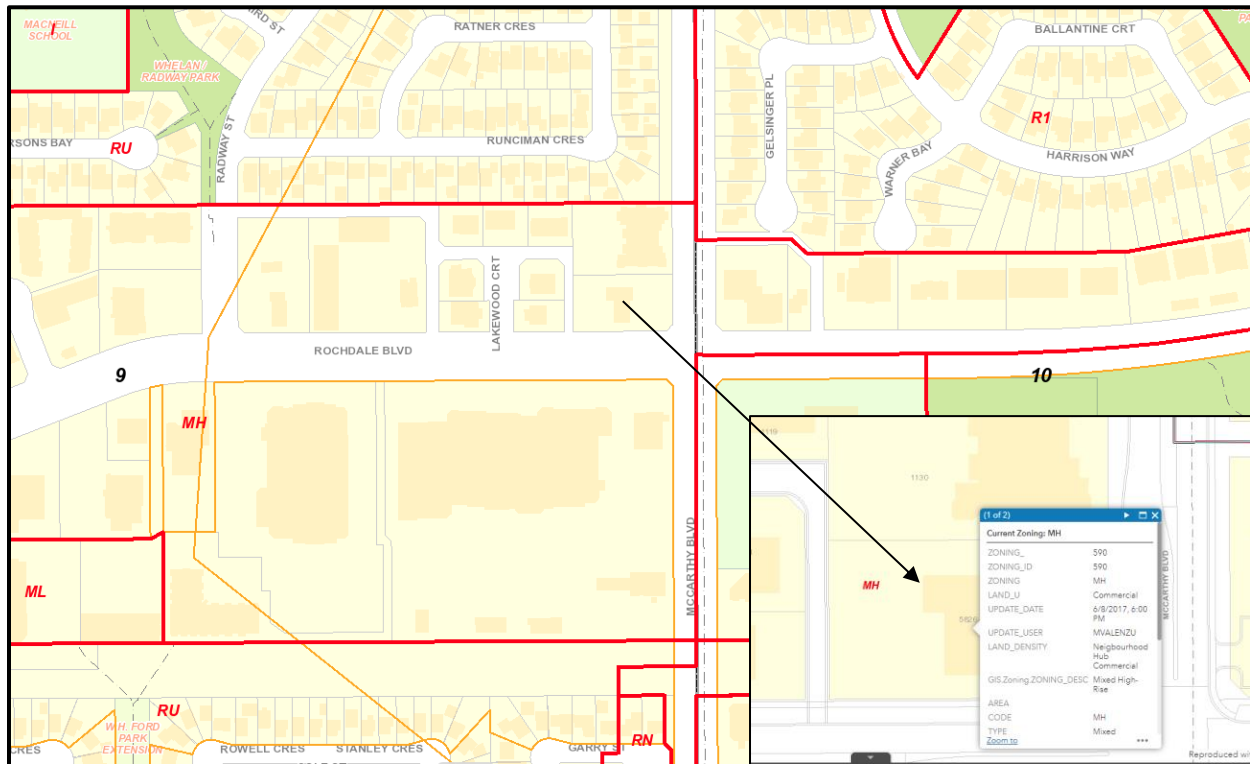 MACNEILL
SCHOOL
I
WHELAN /
RADWAY PARK
RD ST
RATNER CRES
BALLANTINE CRT
RSONS BAY
RU
RADWAY ST
RUNCIMAN CRES
GELSINGER PL
WARNER BAY
R1
HARRISON WAY
LAKEWOOD CRT
ROCHDALE BLVD
9
10
MH
MCCARTHY BLVD
ML
RU
W.H. FORD
PARK
EXTENSION
CRES
ROWELL CRES
STANLEY CRES
GARRY ST
RN
1130
MH
MCCARTHY BLVD
(1 of 2)
Current Zoning: MH
ZONING_ 590
ZONING_ID 590
ZONING MH
LAND_U Commercial
UPDATE_DATE 6/8/2017, 6:00
PM
UPDATE_USER MVALENZU
LAND_DENSITY Neigbourhood
Hub
Commercial
GIS.Zoning.ZONING_DESC Mixed High-
Rise
AREA
CODE MH
TYPE Mixed
Zoom to
Reproduced wi